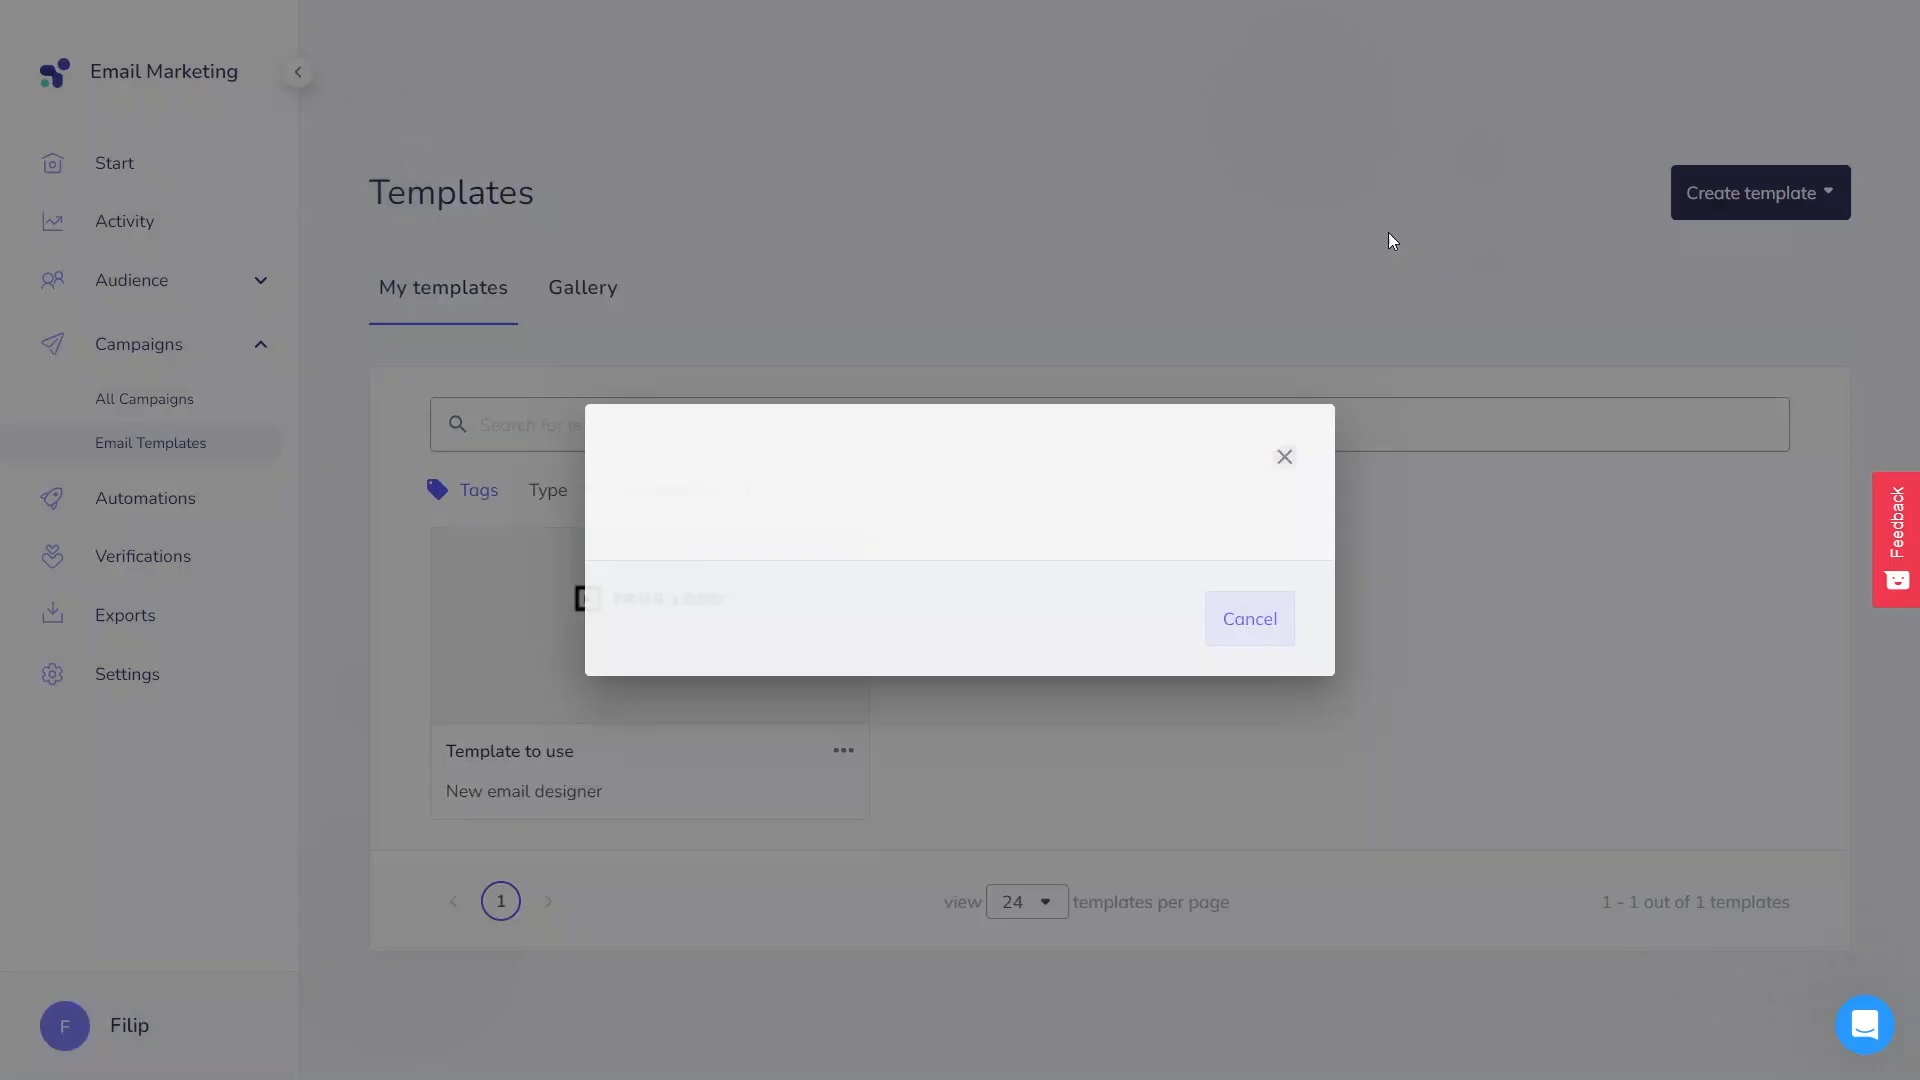 Email Marketing
Start
Activity
Audience
Campaigns
All Campaigns
Email Templates
Automations
Verifications
Exports
Settings
F
Filip
Templates
Create template
My templates
Gallery
Search for te
Tags
Type
Cancel
Template to use
New email designer
1
view 24 templates per page
1 - 1 out of 1 templates
Feedback